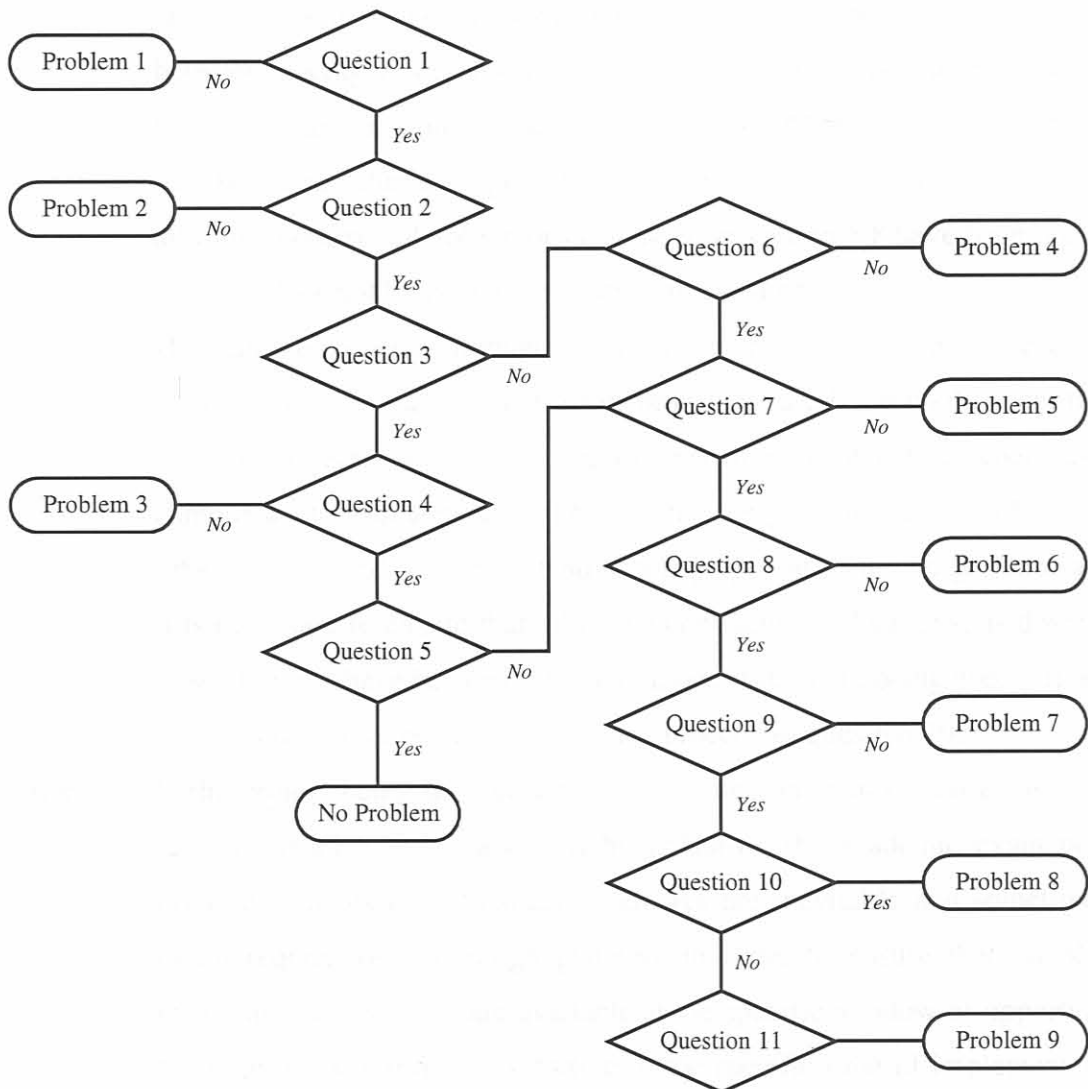 Problem 1
No
Question 1
Yes
Problem 2
No
Question 2
Yes
Question 3
No
Yes
Problem 3
No
Question 4
Yes
Question 5
No
Yes
No Problem
Question 6
No
Problem 4
Yes
Question 7
No
Problem 5
Yes
Question 8
No
Problem 6
Yes
Question 9
No
Problem 7
Yes
Question 10
Yes
Problem 8
No
Question 11
Problem 9